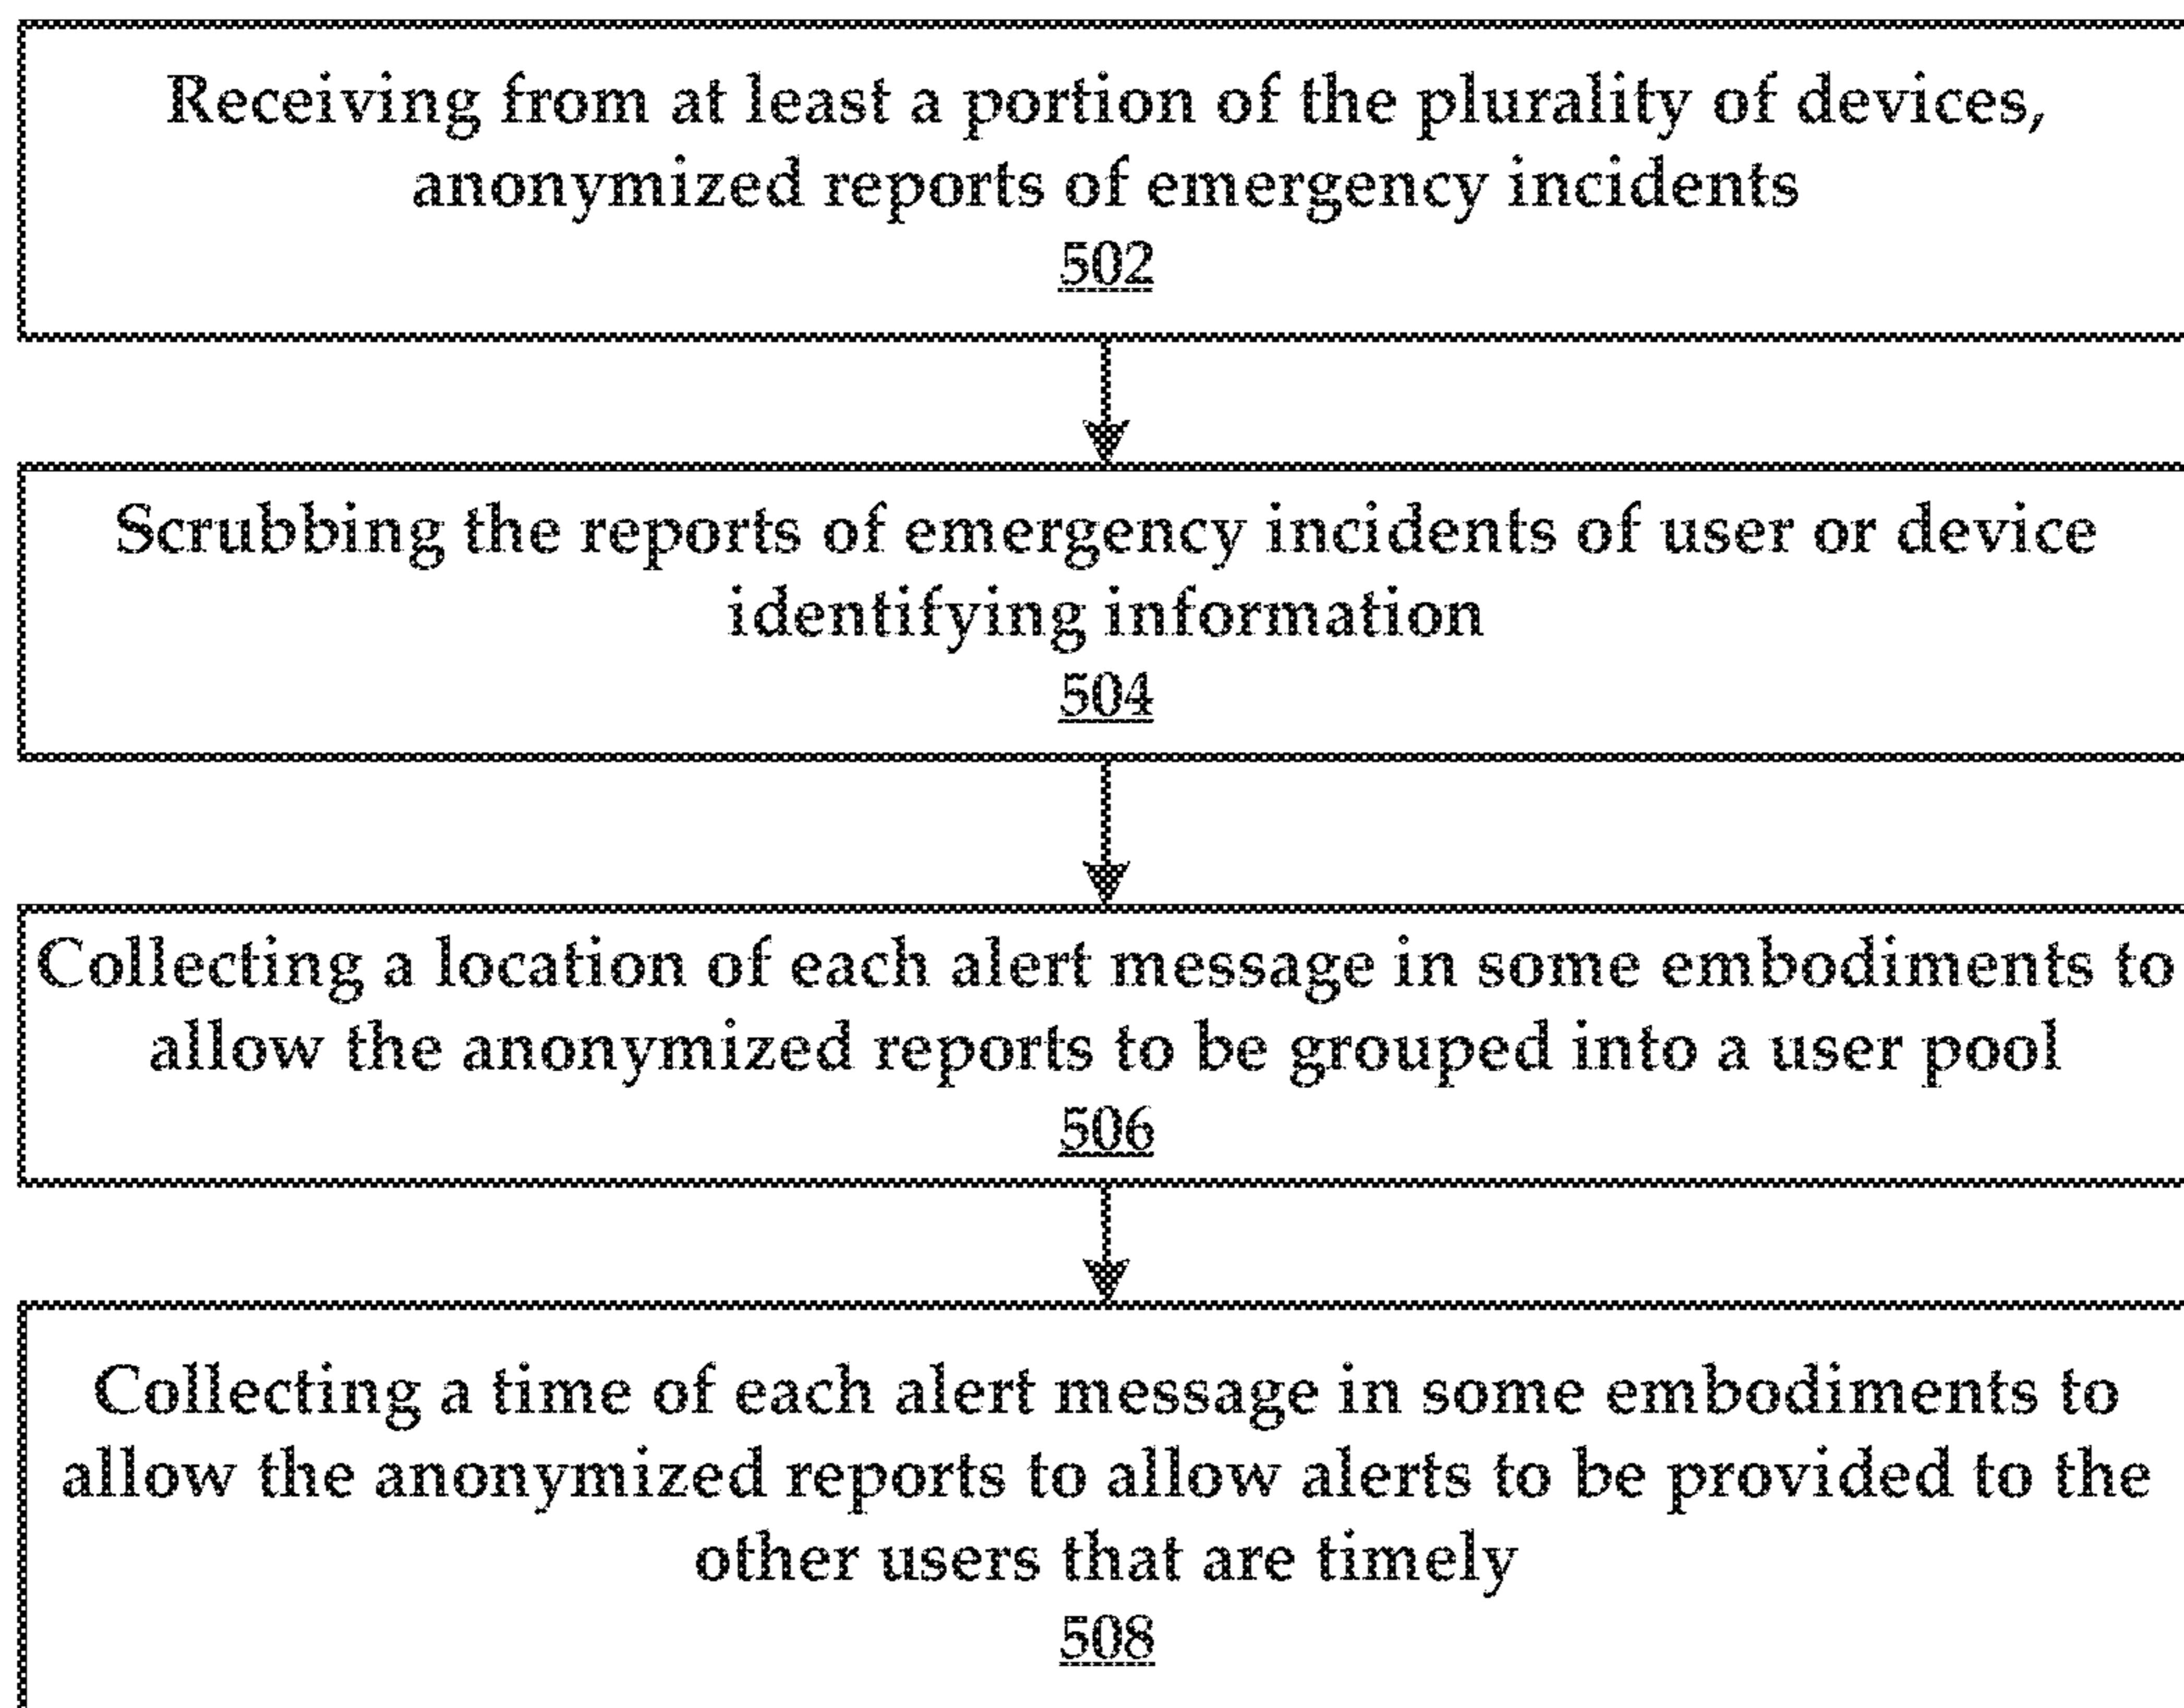 Receiving from at least a portion of the plurality of devices,
anonymized reports of emergency incidents
502
Scrubbing the reports of emergency incidents of user or device
identifying information
504
Collecting a location of each alert message in some embodiments to
allow the anonymized reports to be grouped into a user pool
506
Collecting a time of each alert message in some embodiments to
allow the anonymized reports to allow alerts to be provided to the
other users that are timely
508